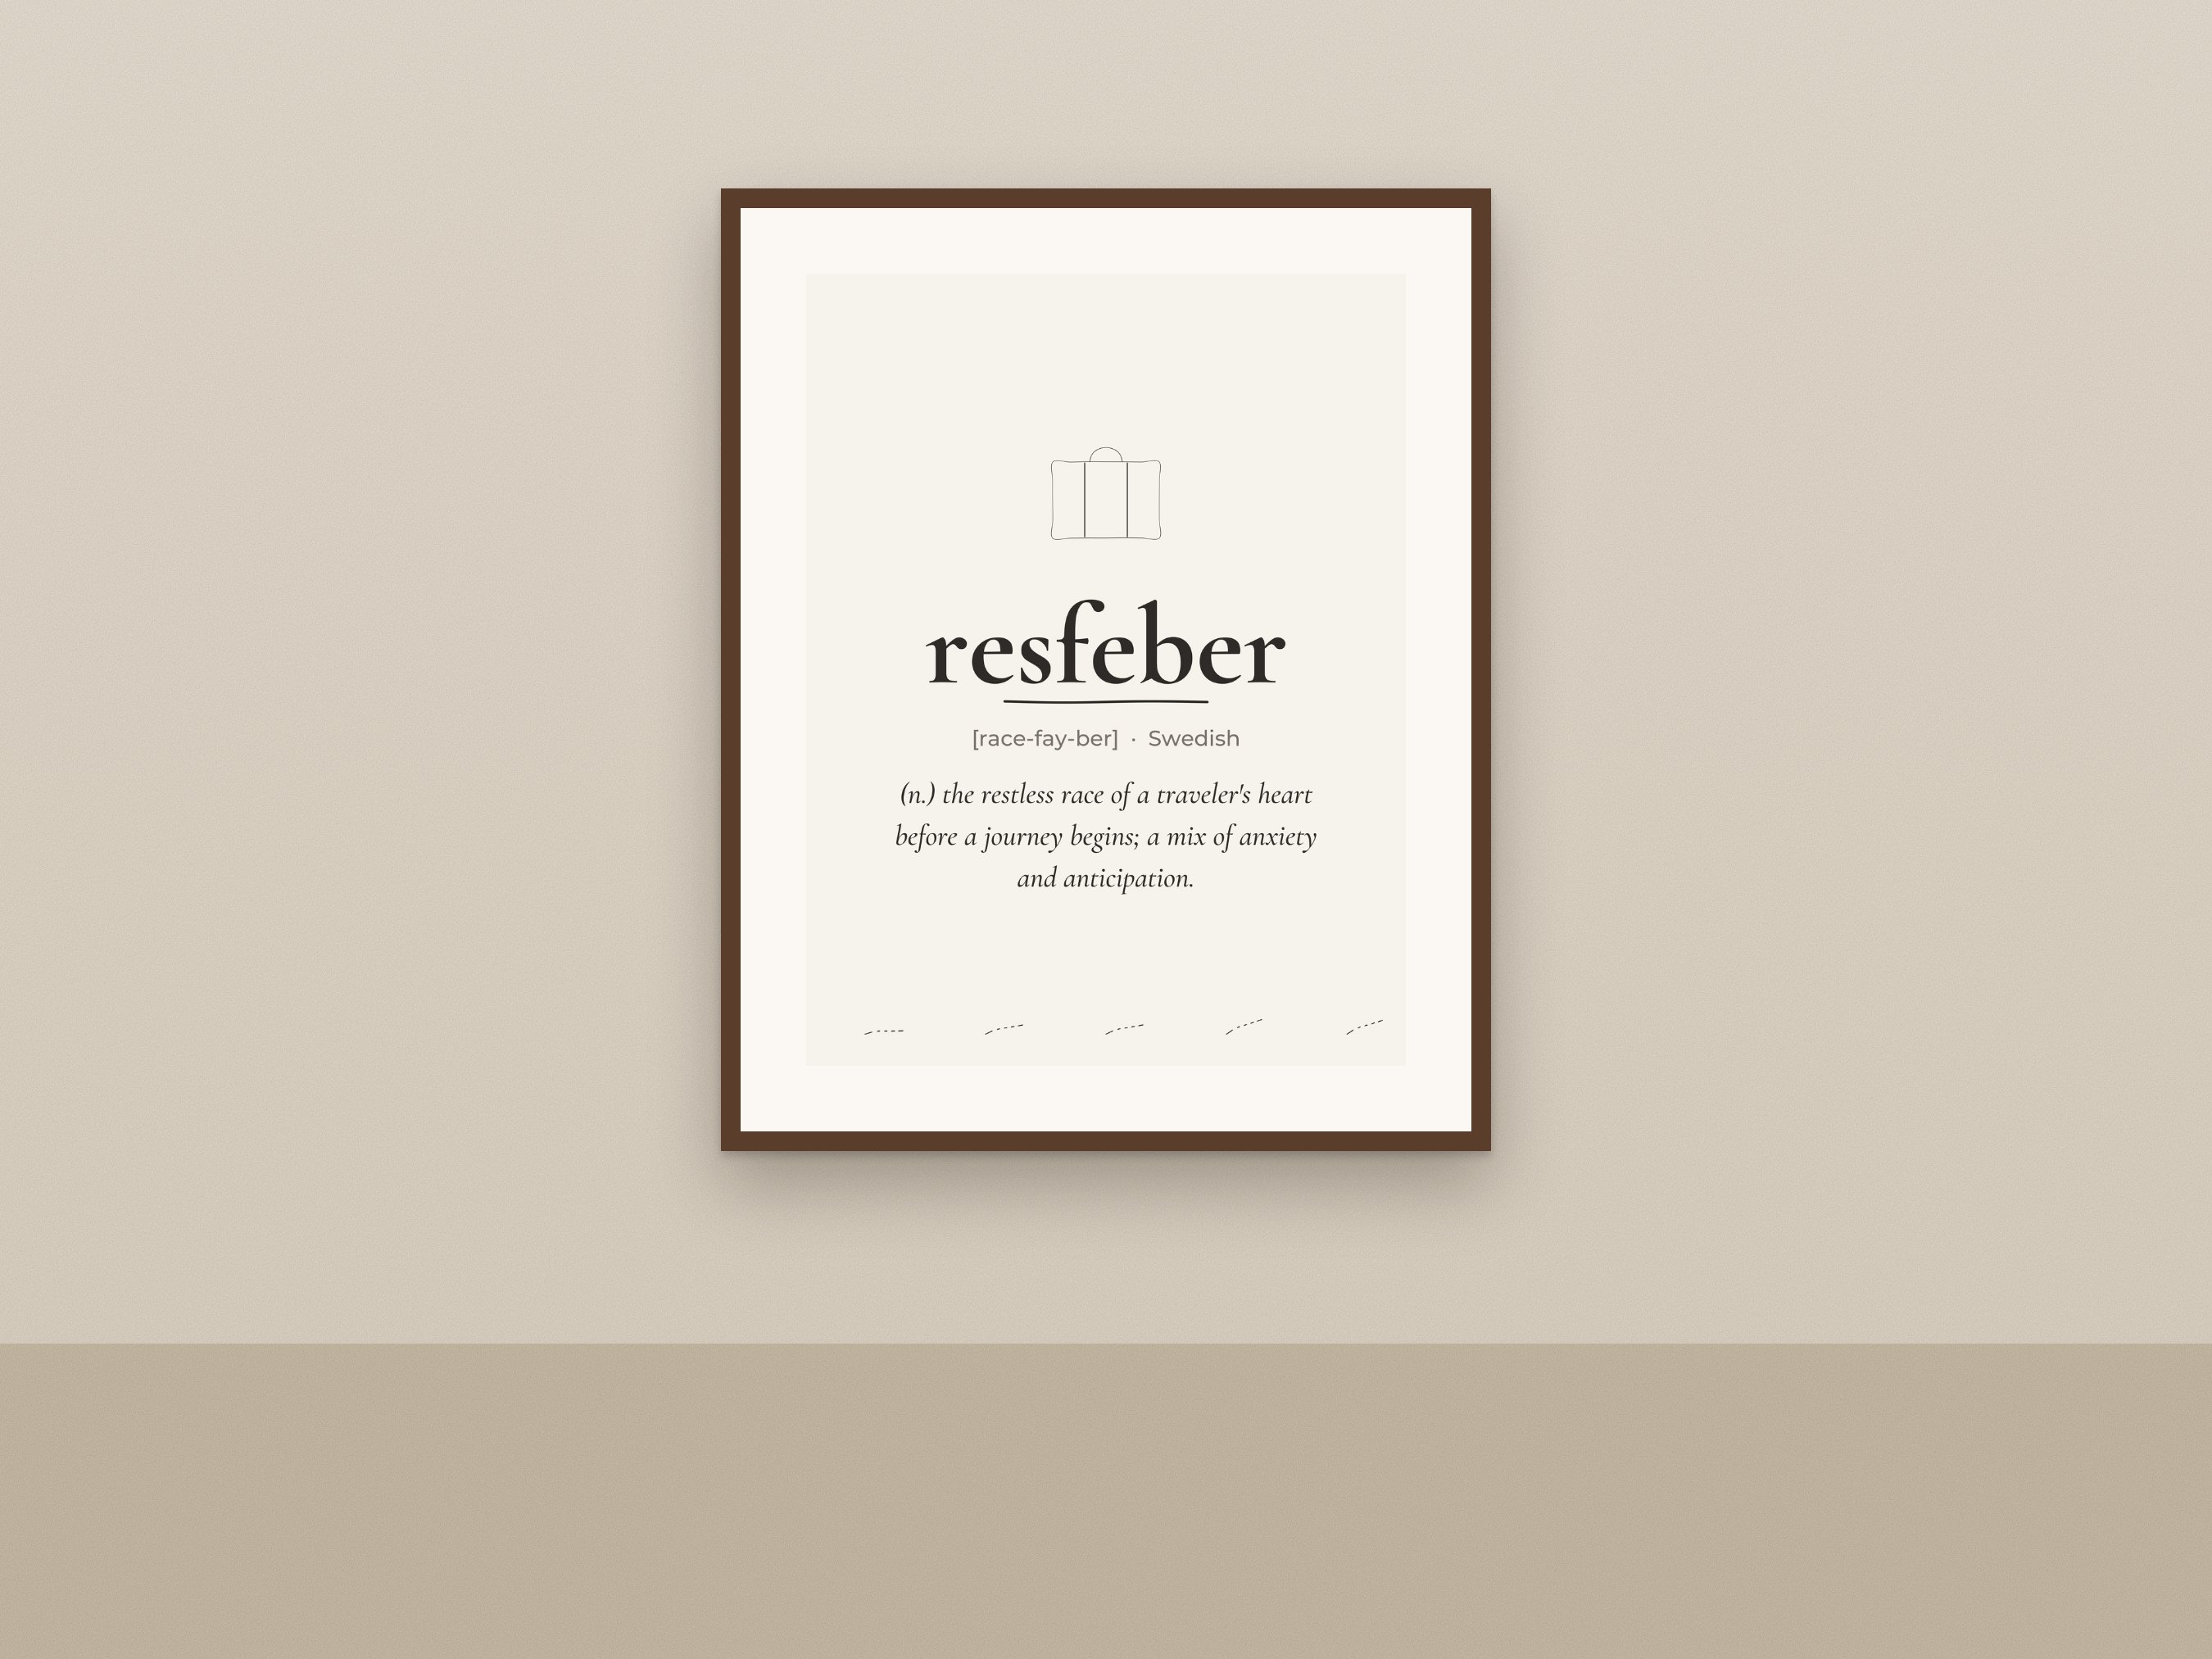 resfeber
[race-fay-ber] · Swedish
(n.) the restless race of a traveler's heart
before a journey begins; a mix of anxiety
and anticipation.